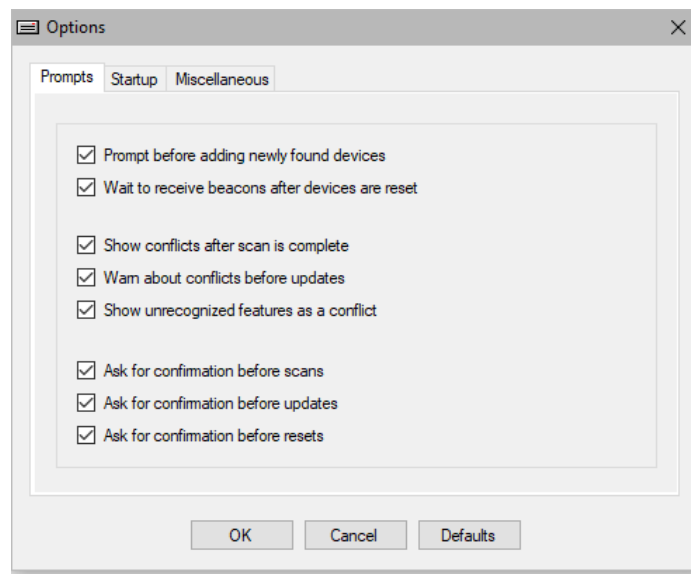 Options
Prompts Startup Miscellaneous
Prompt before adding newly found devices
Wait to receive beacons after devices are reset
Show conflicts after scan is complete
Warn about conflicts before updates
Show unrecognized features as a conflict
Ask for confirmation before scans
Ask for confirmation before updates
Ask for confirmation before resets
OK Cancel Defaults